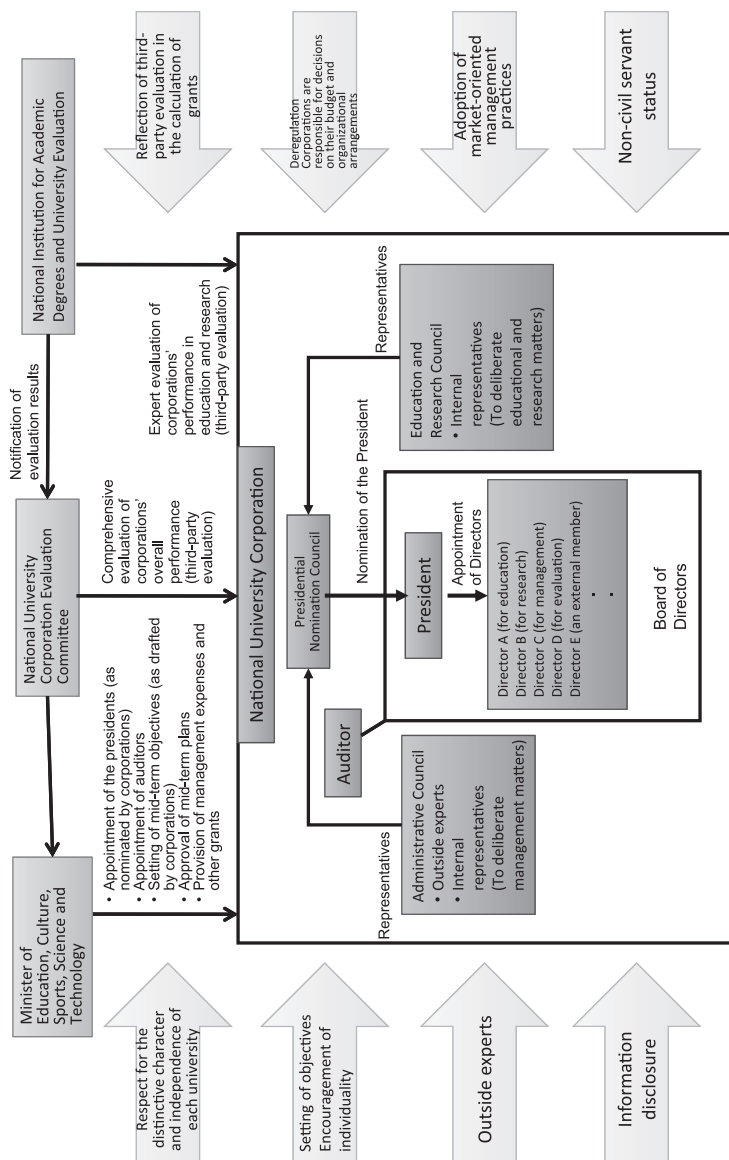 Minister of
Education, Culture,
Sports, Science and
Technology
National University
Corporation Evaluation
Committee
National Institution for Academic
Degrees and University Evaluation
Notification of
evaluation results
• Appointment of the presidents (as
nominated by corporations)
• Appointment of auditors
• Setting of mid-term objectives (as drafted
by corporations)
• Approval of mid-term plans
• Provision of management expenses and
other grants
Comprehensive
evaluation of
corporations'
overall
performance
(third-party
evaluation)
Expert evaluation of
corporations'
performance in
education and research
(third-party evaluation)
Respect for the
distinctive character
and independence of
each university
Setting of objectives
Encouragement of
individuality
Outside experts
Information
disclosure
Reflection of third-
party evaluation in
the calculation of
grants
Deregulation
Corporations are
responsible for decisions
on their budget and
organizational
arrangements
Adoption of
market-oriented
management
practices
Non-civil servant
status
National University Corporation
Presidential
Nomination Council
Representatives
Representatives
Administrative Council
• Outside experts
• Internal
representatives
(To deliberate
management matters)
Education and
Research Council
• Internal
representatives
(To deliberate
educational and
research matters)
Auditor
Nomination of the President
President
Appointment
of Directors
Director A (for education)
Director B (for research)
Director C (for management)
Director D (for evaluation)
Director E (an external member)
·
·
Board of
Directors